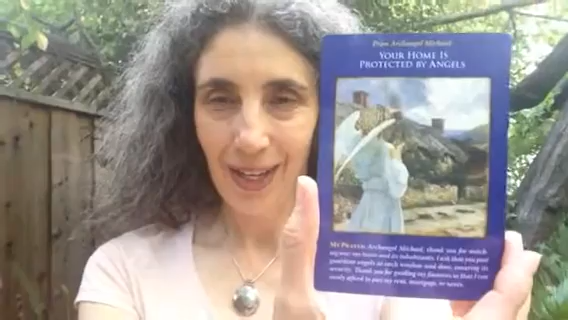 From Archangel Michael:
YOUR HOME IS
PROTECTED BY ANGELS
MY PRAYER: Archangel Michael, thank you for watch-
ing over my home and its inhabitants. I ask that you post
guardian angels at each window and door, ensuring its
security. Thank you for guiding my finances so that I can
easily afford to pay my rent, mortgage, or taxes.